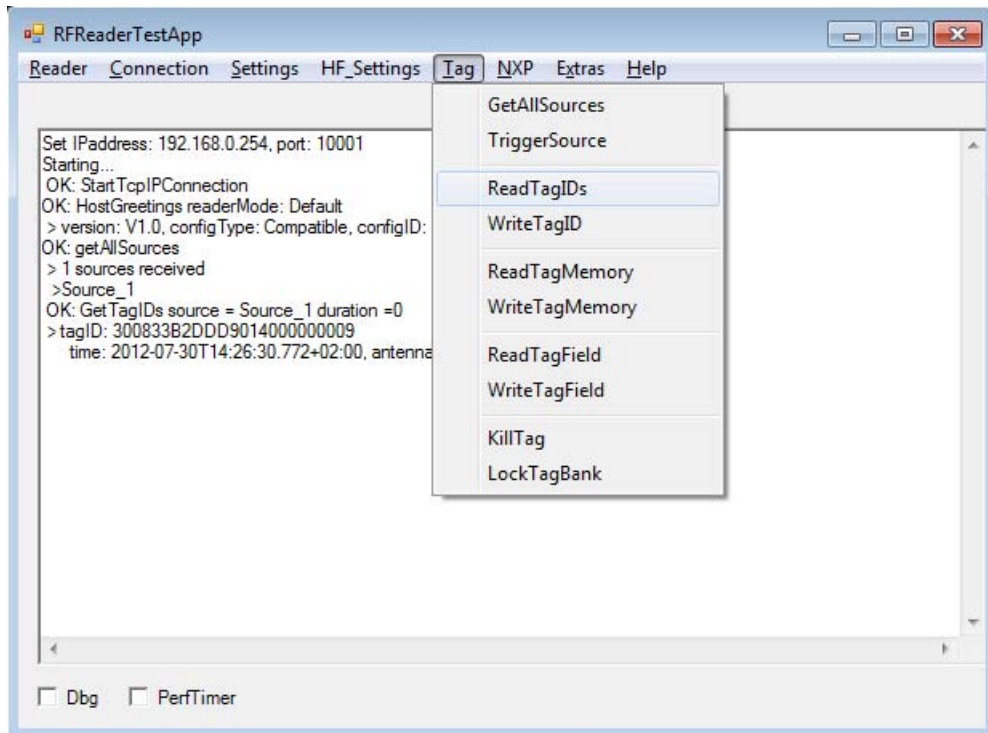 RFReaderTestApp
Reader Connection Settings HF_Settings Tag NXP Extras Help
GetAllSources
TriggerSource
ReadTagIDs
WriteTagID
ReadTagMemory
WriteTagMemory
ReadTagField
WriteTagField
KillTag
LockTagBank
Set IPaddress: 192.168.0.254, port: 10001
Starting...
OK: StartTcpIPConnection
OK: HostGreetings readerMode: Default
> version: V1.0, configType: Compatible, configID:
OK: getAllSources
> 1 sources received
>Source_1
OK: GetTagIDs source = Source_1 duration =0
>tagID: 300833B2DDD9014000000009
time: 2012-07-30T14:26:30.772+02:00, antenna
Dbg PerfTimer